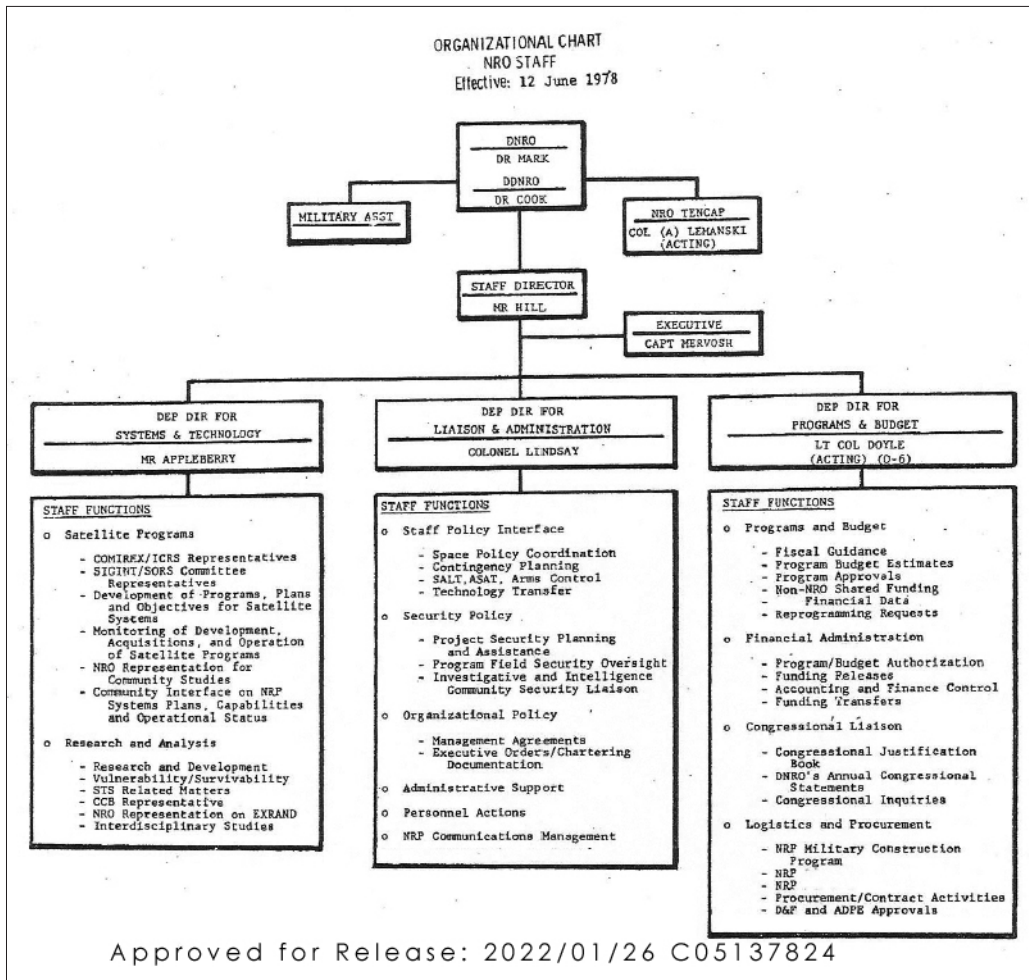 ORGANIZATIONAL CHART
NRO STAFF
Effective: 12 June 1978
DNRO
DR MARK
DDNRO
DR COOK
MILITARY ASST
NRO TENCAP
COL (A) LEMANSKI
(ACTING)
STAFF DIRECTOR
MR HILL
EXECUTIVE
CAPT MERVOSH
DEP DIR FOR
SYSTEMS & TECHNOLOGY
MR APPLEBERRY
DEP DIR FOR
LIAISON & ADMINISTRATION
COLONEL LINDSAY
DEP DIR FOR
PROGRAMS & BUDGET
LT COL DOYLE
(ACTING) (O-6)
STAFF FUNCTIONS
o Satellite Programs
- COMIREX/ICRS Representatives
- SIGINT/SORS Committee
Representatives
- Development of Programs, Plans
and Objectives for Satellite
Systems
- Monitoring of Development,
Acquisitions, and Operation
of Satellite Programs
- NRO Representation for
Community Studies
- Community Interface on NRP
Systems Plans, Capabilities
and Operational Status
o Research and Analysis
- Research and Development
- Vulnerability/Survivability
- STS Related Matters
- CCB Representative
- NRO Representation on EXRAND
- Interdisciplinary Studies
STAFF FUNCTIONS
o Staff Policy Interface
- Space Policy Coordination
- Contingency Planning
- SALT,ASAT, Arms Control
- Technology Transfer
o Security Policy
- Project Security Planning
and Assistance
- Program Field Security Oversight
- Investigative and Intelligence
Community Security Liaison
o Organizational Policy
- Management Agreements
- Executive Orders/Chartering
Documentation
o Administrative Support
o Personnel Actions
o NRP Communications Management
STAFF FUNCTIONS
o Programs and Budget
- Fiscal Guidance
- Program Budget Estimates
- Program Approvals
- Non-NRO Shared Funding
- Financial Data
- Reprogramming Requests
o Financial Administration
- Program/Budget Authorization
- Funding Releases
- Accounting and Finance Control
- Funding Transfers
o Congressional Liaison
- Congressional Justification
Book
- DNRO's Annual Congressional
Statements
- Congressional Inquiries
o Logistics and Procurement
- NRP Military Construction
Program
- NRP
- NRP
- Procurement/Contract Activities
- D&F and ADPE Approvals
Approved for Release: 2022/01/26 C05137824